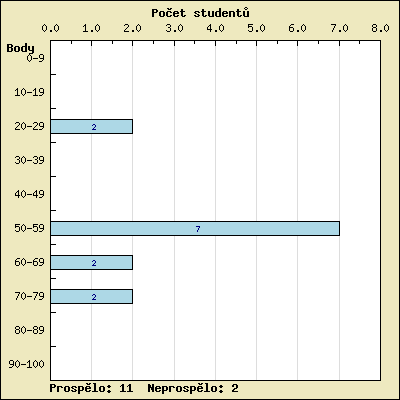 Počet studentů
0.0 1.0 2.0 3.0 4.0 5.0 6.0 7.0 8.0
Body
0-9
10-19
20-29 2
30-39
40-49
50-59 7
60-69 2
70-79 2
80-89
90-100
Prospělo: 11 Neprospělo: 2